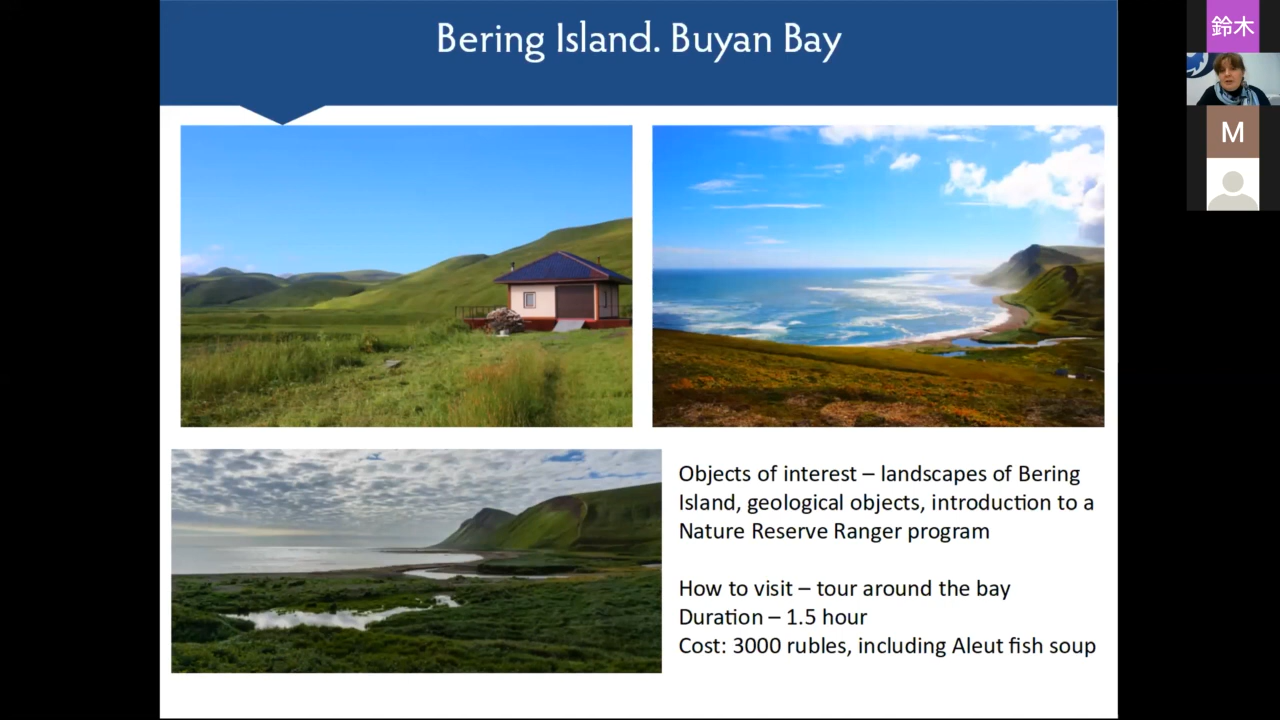 Bering Island. Buyan Bay
鈴木
M
Objects of interest – landscapes of Bering
Island, geological objects, introduction to a
Nature Reserve Ranger program
How to visit – tour around the bay
Duration – 1.5 hour
Cost: 3000 rubles, including Aleut fish soup